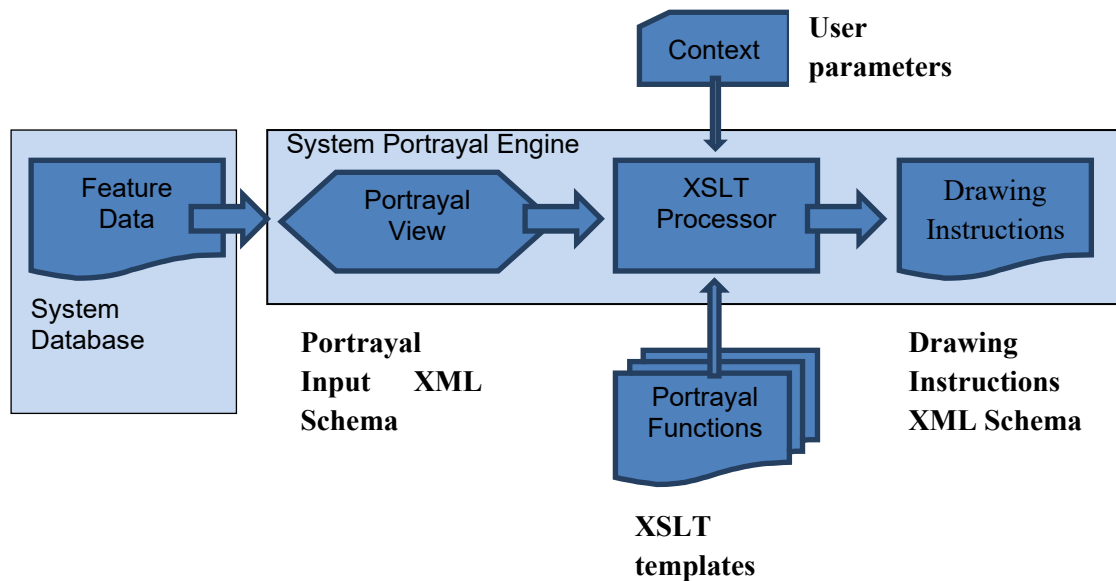 Context
User
parameters
System Portrayal Engine
Feature
Data
Portrayal
View
XSLT
Processor
Drawing
Instructions
System
Database
Portrayal
Input XML
Schema
Portrayal
Functions
Drawing
Instructions
XML Schema
XSLT
templates